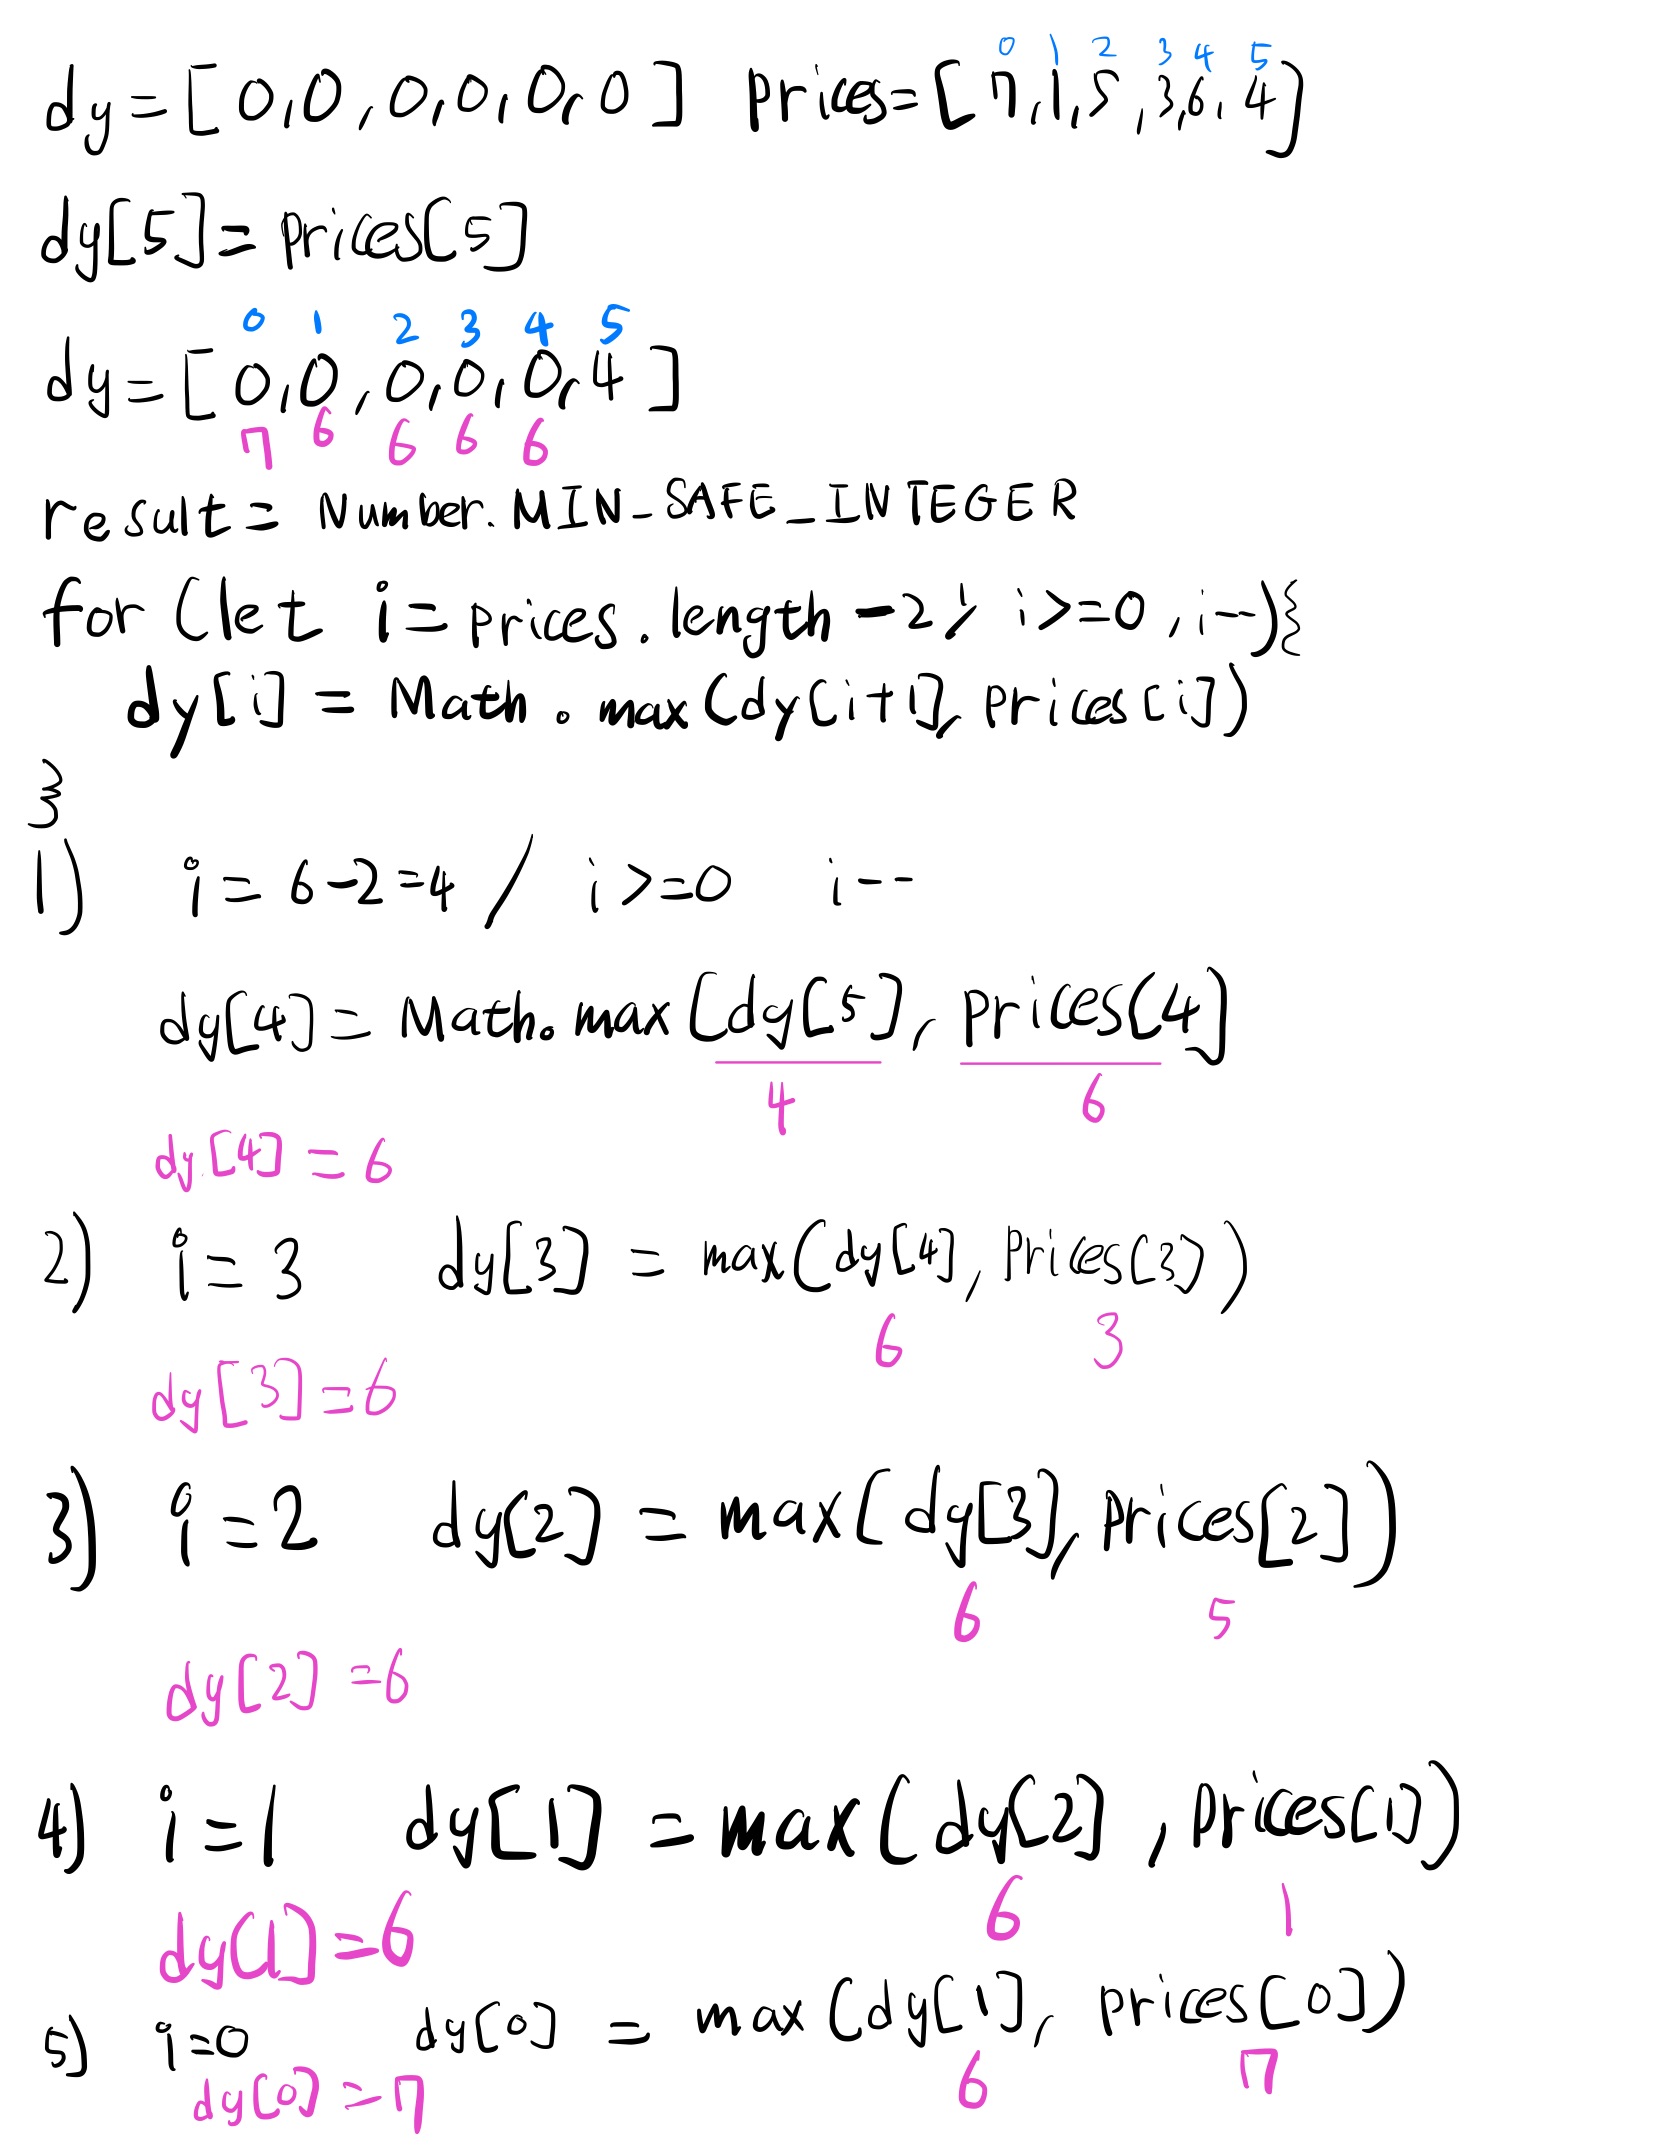 0 1 2 3 4 5
dy = [ 0, 0, 0, 0, 0, 0 ] prices = [ 7, 1, 5, 3, 6, 4 ]
dy[5] = prices[5]
0 1 2 3 4 5
dy = [ 0, 0, 0, 0, 0, 4 ]
7 6 6 6 6
result = Number.MIN_SAFE_INTEGER
for (let i = prices.length - 2, i >= 0, i--){
dy[i] = Math.max(dy[i+1], prices[i])
}
1) i = 6-2 = 4 / i >= 0 i--
dy[4] = Math.max[dy[5], prices[4]
4 6
dy[4] = 6
2) i = 3 dy[3] = max(dy[4], prices[3])
6 3
dy[3] = 6
3) i = 2 dy[2] = max(dy[3], prices[2])
6 5
dy[2] = 6
4) i = 1 dy[1] = max(dy[2], prices[1])
6 1
dy[1] = 6
5) i = 0 dy[0] = max(dy[1], prices[0])
6 7
dy[0] = 7